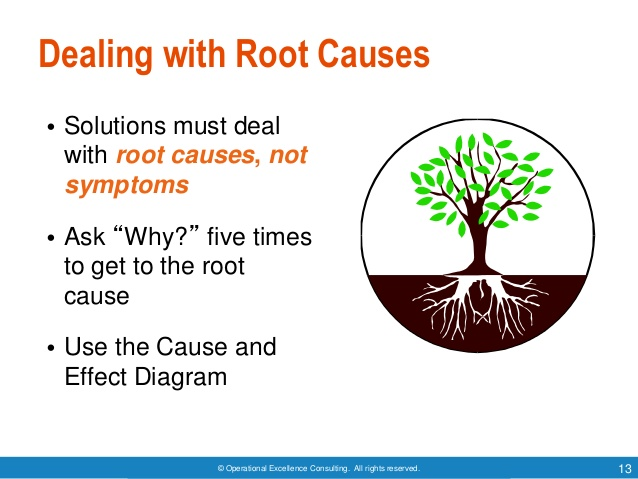 Dealing with Root Causes
• Solutions must deal
with root causes, not
symptoms
• Ask “Why?” five times
to get to the root
cause
• Use the Cause and
Effect Diagram
© Operational Excellence Consulting. All rights reserved.
13